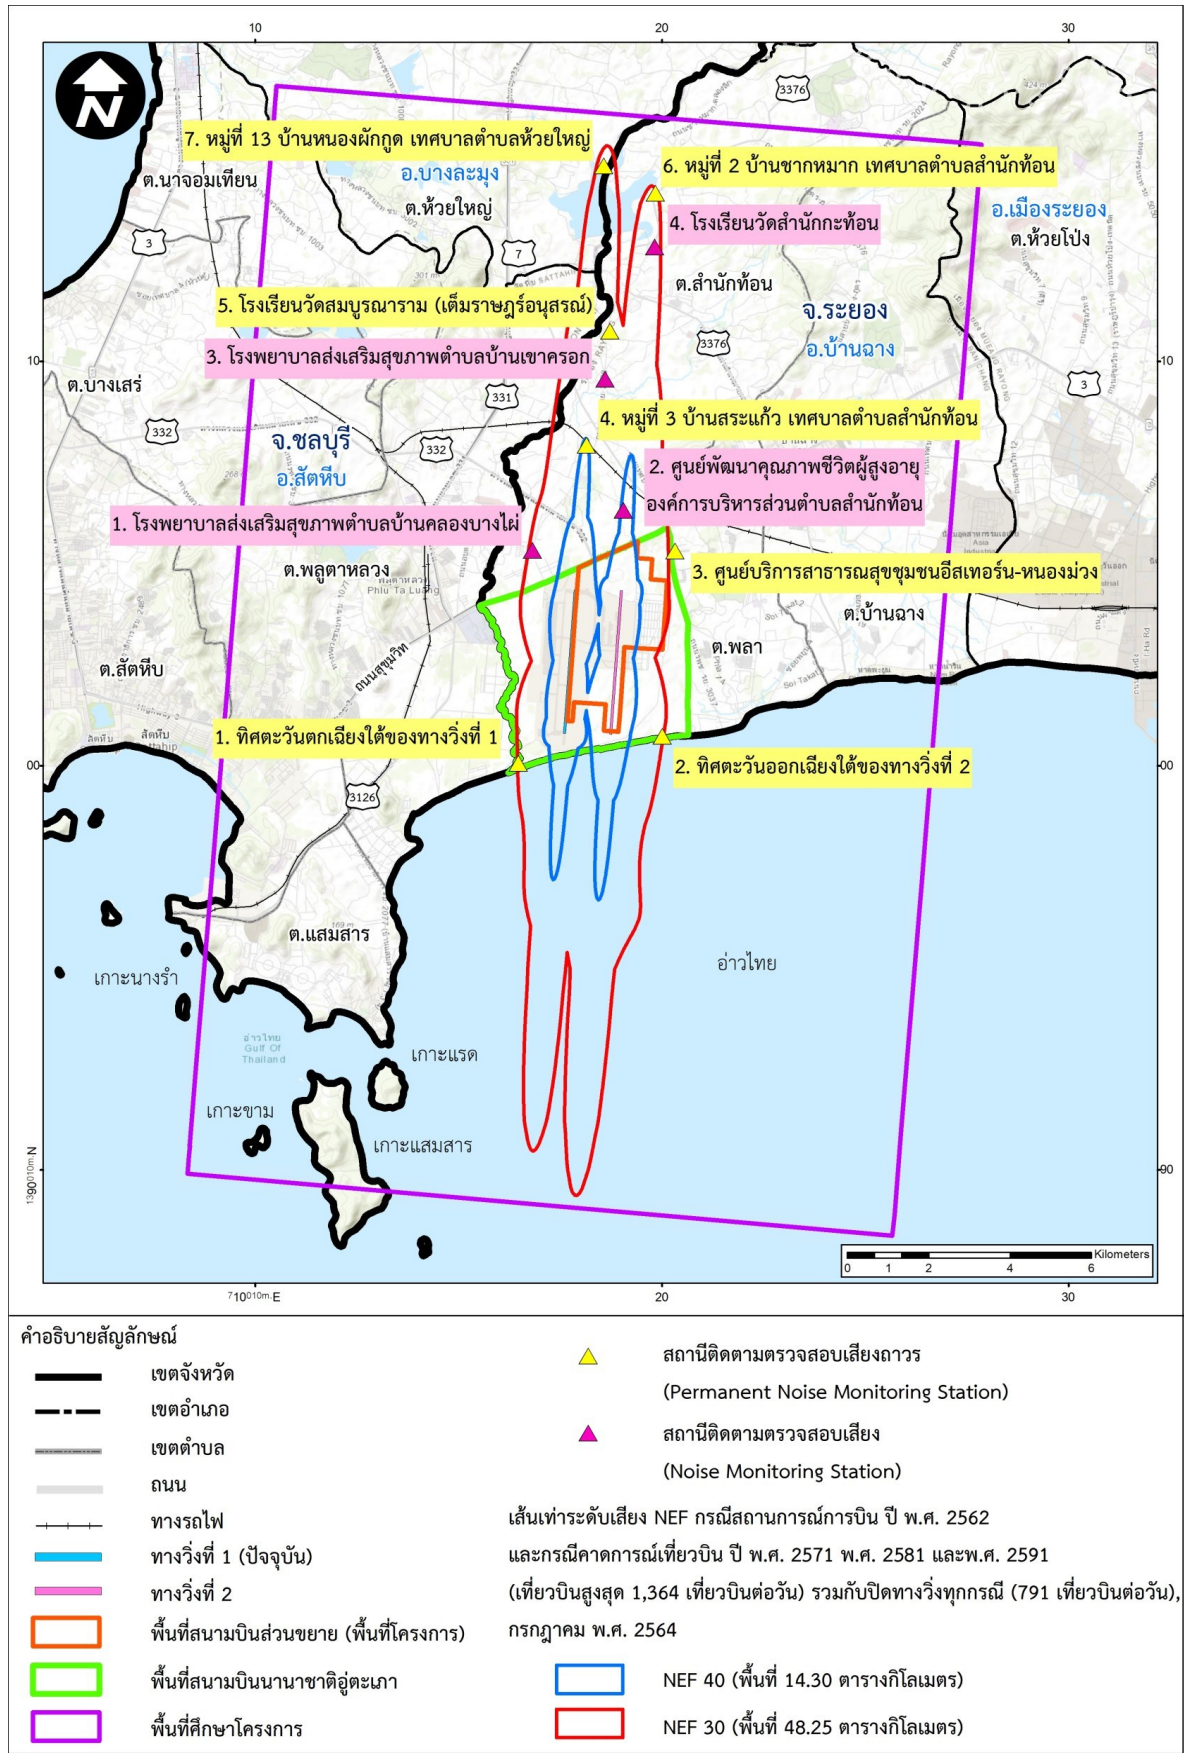 10
20
30
N
3376
7. หมู่ที่ 13 บ้านหนองผักกูด เทศบาลตำบลห้วยใหญ่
6. หมู่ที่ 2 บ้านซากหมาก เทศบาลตำบลสำนักท้อน
ต.นาจอมเทียน
อ.บางละมุง
ต.ห้วยใหญ่
4. โรงเรียนวัดสำนักกะท้อน
อ.เมืองระยอง
ต.ห้วยโป่ง
3
7
ต.สำนักท้อน
5. โรงเรียนวัดสมบูรณาราม (เต็มราษฎร์อนุสรณ์)
จ.ระยอง
อ.บ้านฉาง
3376
3. โรงพยาบาลส่งเสริมสุขภาพตำบลบ้านเขาครอก
10
10
ต.บางเสร่
3
331
4. หมู่ที่ 3 บ้านสระแก้ว เทศบาลตำบลสำนักท้อน
332
จ.ชลบุรี
332
อ.สัตหีบ
2. ศูนย์พัฒนาคุณภาพชีวิตผู้สูงอายุ
องค์การบริหารส่วนตำบลสำนักท้อน
1. โรงพยาบาลส่งเสริมสุขภาพตำบลบ้านคลองบางไผ่
ต.พลูตาหลวง
Phlu Ta Luang
3. ศูนย์บริการสาธารณสุขชุมชนอีสเทอร์น-หนองม่วง
ต.บ้านฉาง
ต.พลา
ต.สัตหีบ
ถนนสุขุมวิท
1. ทิศตะวันตกเฉียงใต้ของทางวิ่งที่ 1
2. ทิศตะวันออกเฉียงใต้ของทางวิ่งที่ 2
00
00
3126
ต.แสมสาร
อ่าวไทย
เกาะนางรำ
อ่าวไทย
Gulf Of
Thailand
เกาะแรด
เกาะขาม
เกาะแสมสาร
1390010m.N
90
Kilometers
0 1 2 4 6
710010m.E
20
30
คำอธิบายสัญลักษณ์
เขตจังหวัด
เขตอำเภอ
เขตตำบล
ถนน
ทางรถไฟ
ทางวิ่งที่ 1 (ปัจจุบัน)
ทางวิ่งที่ 2
พื้นที่สนามบินส่วนขยาย (พื้นที่โครงการ)
พื้นที่สนามบินนานาชาติอู่ตะเภา
พื้นที่ศึกษาโครงการ
สถานีติดตามตรวจสอบเสียงถาวร
(Permanent Noise Monitoring Station)
สถานีติดตามตรวจสอบเสียง
(Noise Monitoring Station)
เส้นเท่าระดับเสียง NEF กรณีสถานการณ์การบิน ปี พ.ศ. 2562
และกรณีคาดการณ์เที่ยวบิน ปี พ.ศ. 2571 พ.ศ. 2581 และพ.ศ. 2591
(เที่ยวบินสูงสุด 1,364 เที่ยวบินต่อวัน) รวมกับปิดทางวิ่งทุกกรณี (791 เที่ยวบินต่อวัน),
กรกฎาคม พ.ศ. 2564
NEF 40 (พื้นที่ 14.30 ตารางกิโลเมตร)
NEF 30 (พื้นที่ 48.25 ตารางกิโลเมตร)